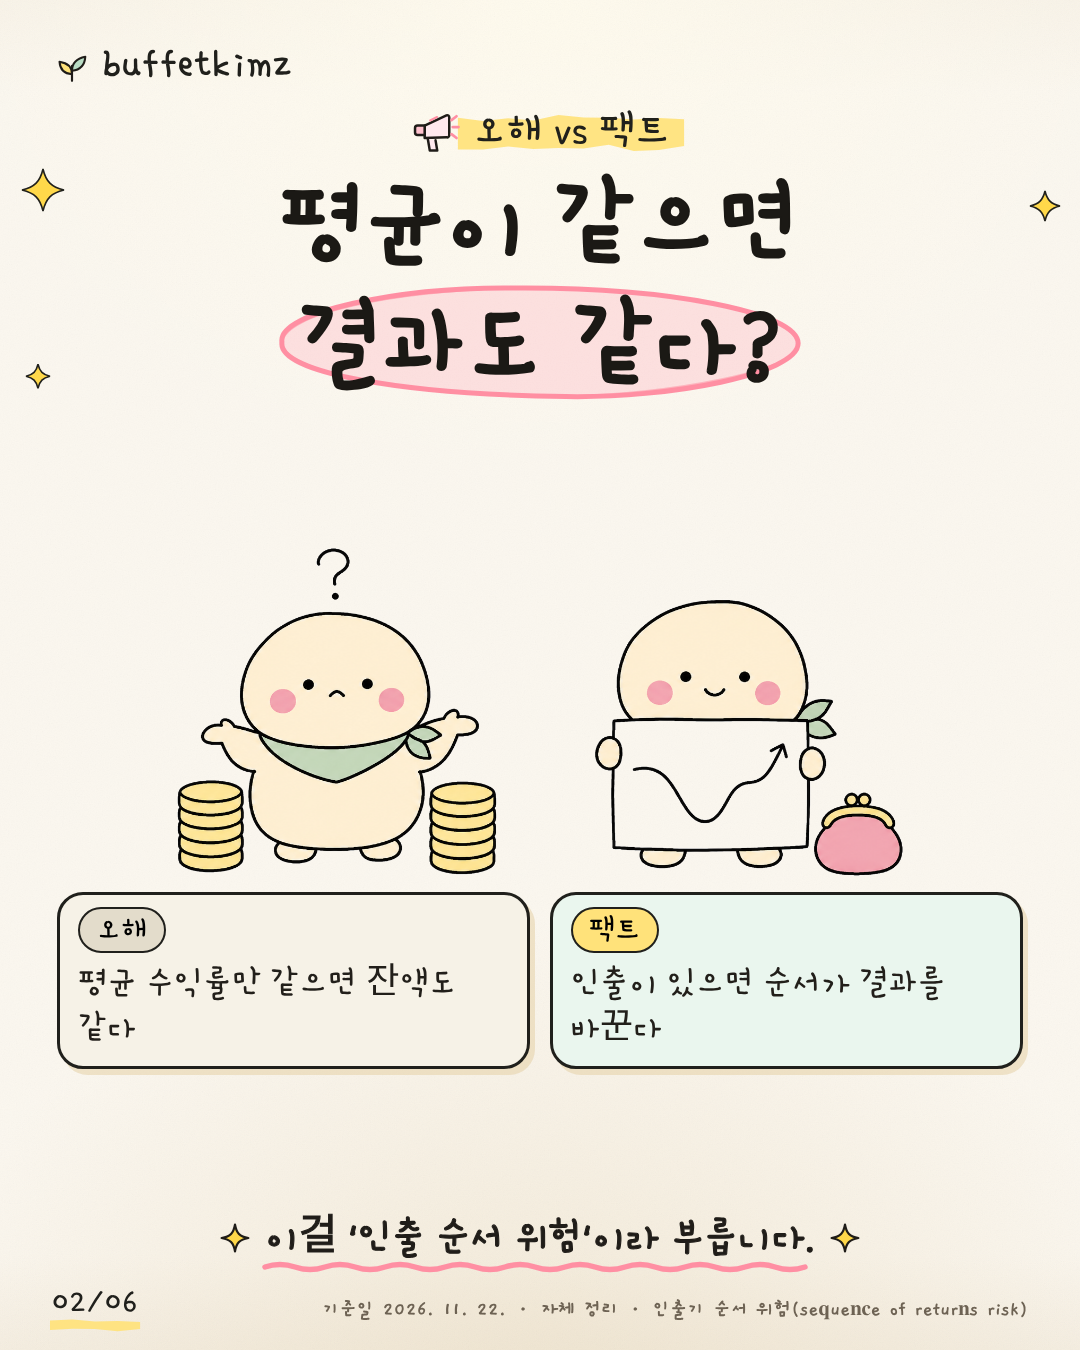 buffetkimz
오해 vs 팩트
평균이 같으면
결과도 같다?
?
오해
평균 수익률만 같으면 잔액도
같다
팩트
인출이 있으면 순서가 결과를
바꾼다
이걸 '인출 순서 위험'이라 부릅니다.
02/06
기준일 2026. 11. 22. · 자체 정리 · 인출기 순서 위험(sequence of returns risk)